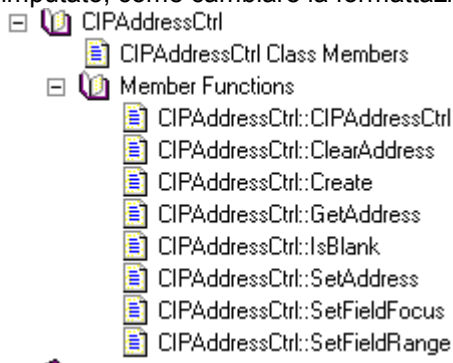 CIPAddressCtrl
CIPAddressCtrl Class Members
Member Functions
CIPAddressCtrl::CIPAddressCtrl
CIPAddressCtrl::ClearAddress
CIPAddressCtrl::Create
CIPAddressCtrl::GetAddress
CIPAddressCtrl::IsBlank
CIPAddressCtrl::SetAddress
CIPAddressCtrl::SetFieldFocus
CIPAddressCtrl::SetFieldRange